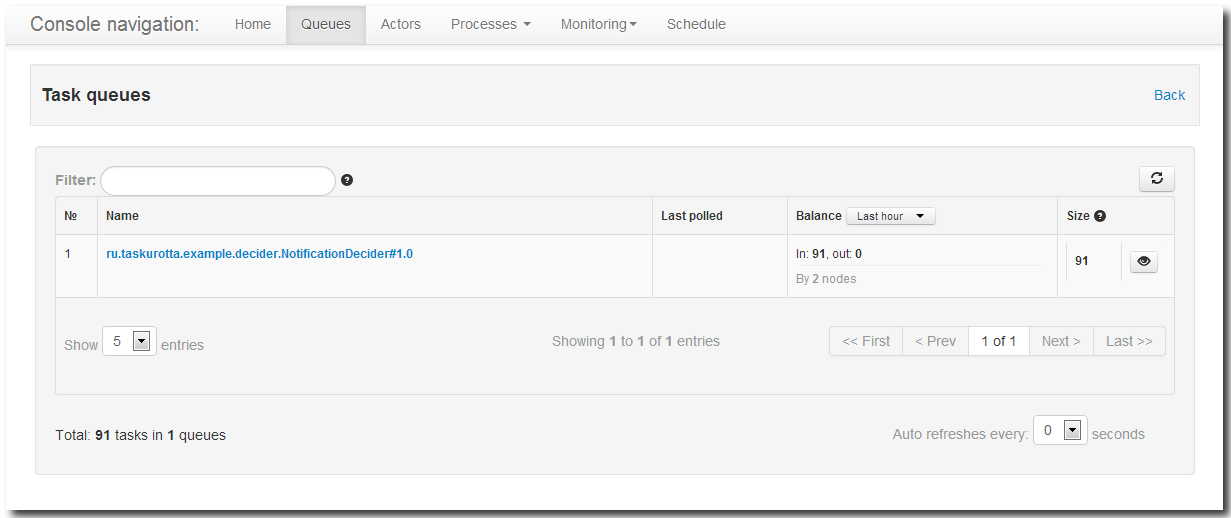 Console navigation: Home Queues Actors Processes Monitoring Schedule
Task queues Back
Filter:
№ Name Last polled Balance Last hour Size
1 ru.taskurotta.example.decider.NotificationDecider#1.0 In: 91, out: 0 91
By 2 nodes
Show 5 entries Showing 1 to 1 of 1 entries << First < Prev 1 of 1 Next > Last >>
Total: 91 tasks in 1 queues Auto refreshes every: 0 seconds